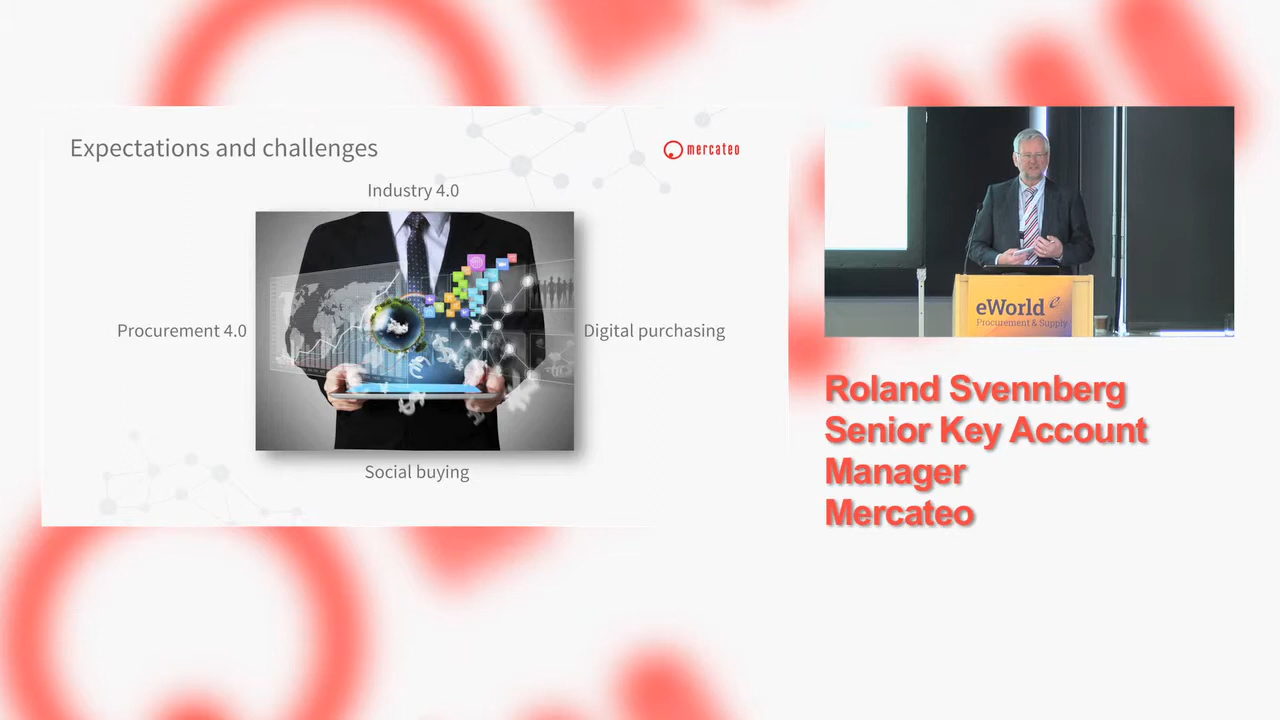 Expectations and challenges
mercateo
Industry 4.0
Procurement 4.0
Digital purchasing
Social buying
eWorld e
Procurement & Supply
Roland Svennberg
Senior Key Account
Manager
Mercateo